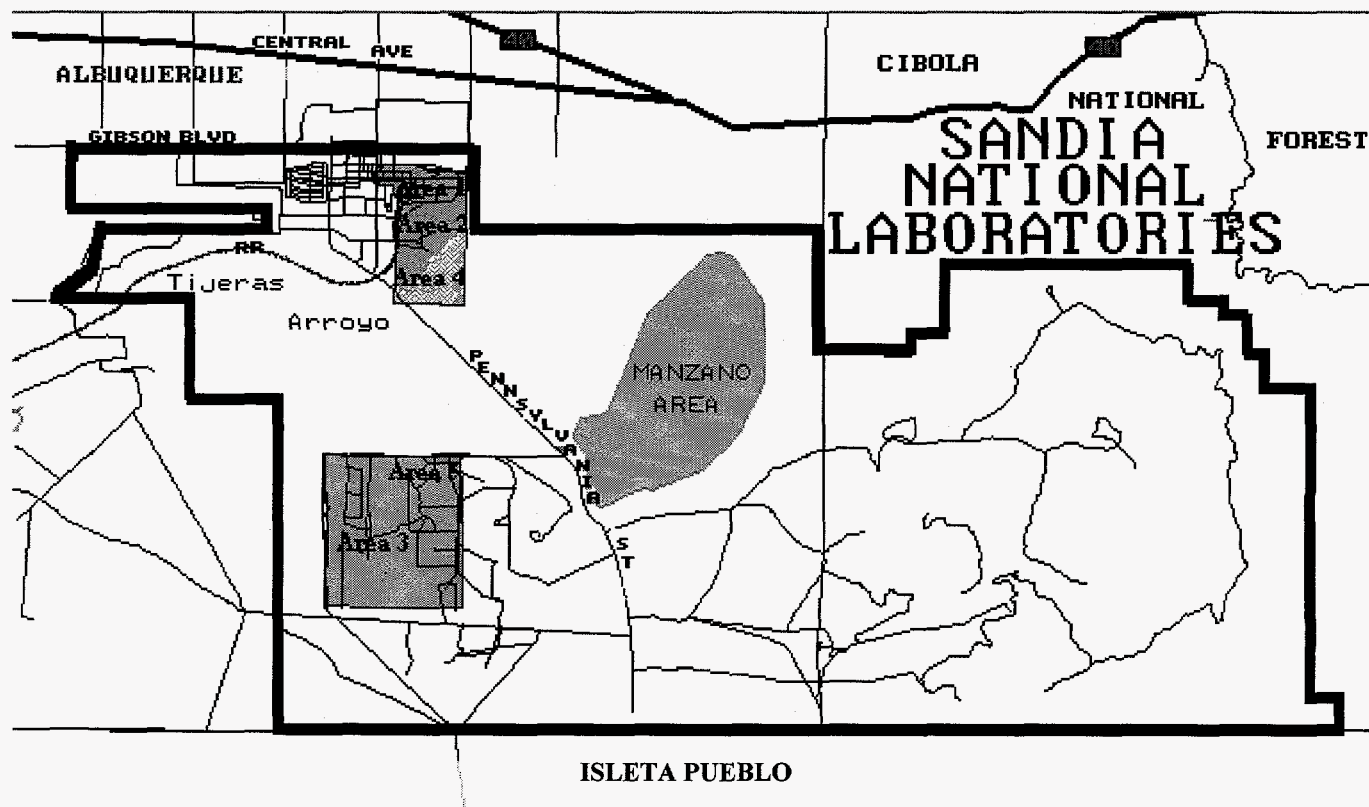 CENTRAL AVE
40
40
ALBUQUERQUE
CIBOLA
NATIONAL
FOREST
GIBSON BLVD
SANDIA
NATIONAL
LABORATORIES
Area 1
Area 2
RR
Tijeras
Area 4
Arroyo
PENNSYLVANIA ST
MANZANO
AREA
Area 5
Area 3
ISLETA PUEBLO